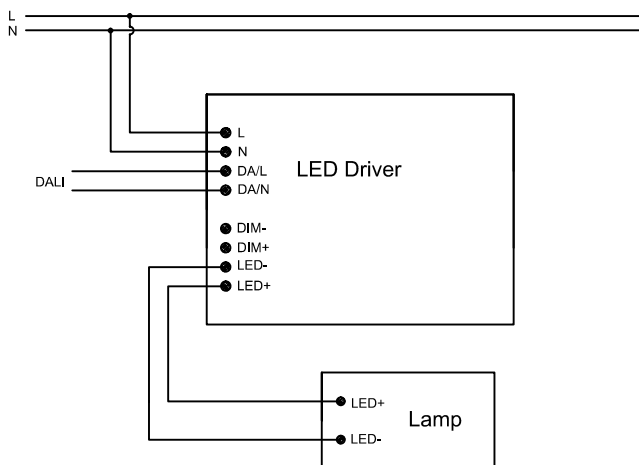 L
N
L
N
DA/L
DA/N
LED Driver
DALI
DIM-
DIM+
LED-
LED+
LED+
LED-
Lamp